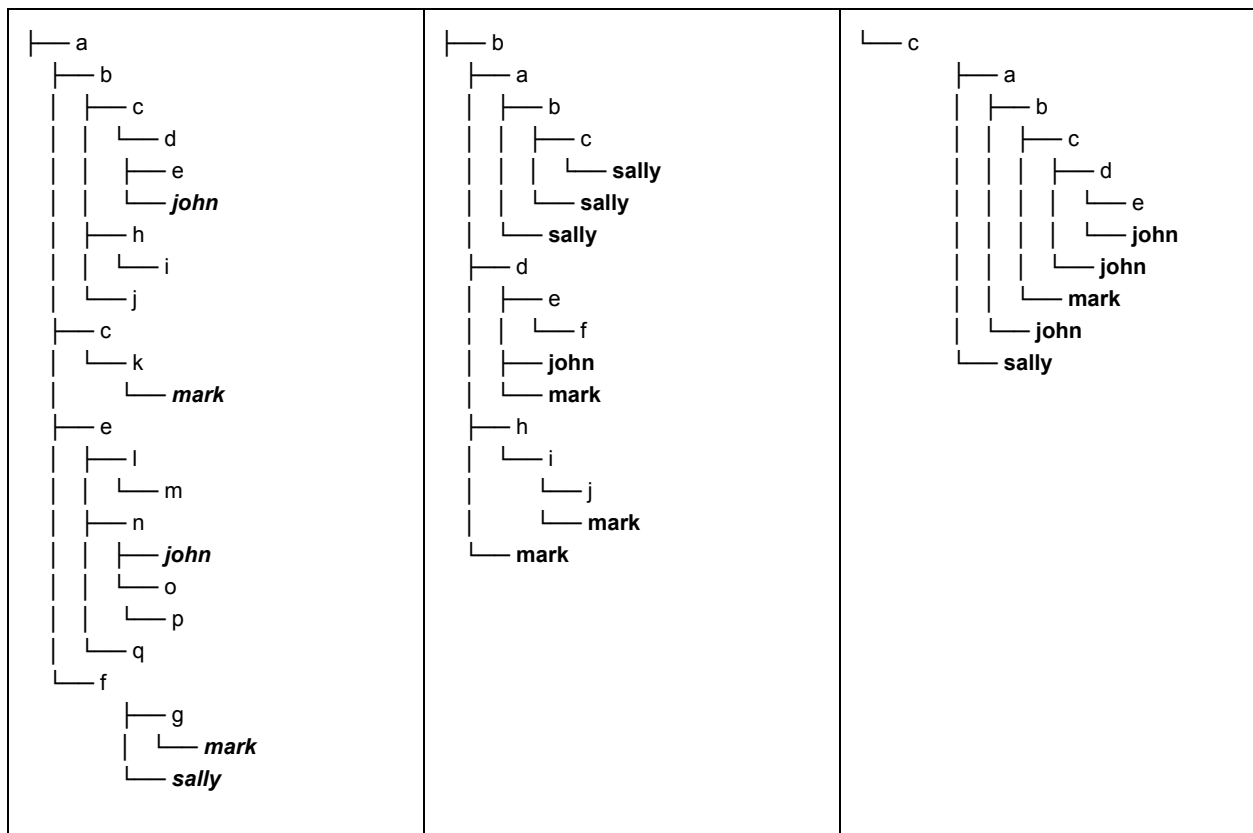 ├── a
│   ├── b
│   │   ├── c
│   │   │   └── d
│   │   │       ├── e
│   │   │       └── john
│   │   ├── h
│   │   │   └── i
│   │   └── j
│   ├── c
│   │   └── k
│   │       └── mark
│   ├── e
│   │   ├── l
│   │   │   └── m
│   │   ├── n
│   │   │   ├── john
│   │   │   └── o
│   │   │       └── p
│   │   └── q
│   └── f
│       ├── g
│       │   └── mark
│       └── sally
├── b
│   ├── a
│   │   ├── b
│   │   │   ├── c
│   │   │   │   └── sally
│   │   │   └── sally
│   │   └── sally
│   ├── d
│   │   ├── e
│   │   │   └── f
│   │   ├── john
│   │   └── mark
│   ├── h
│   │   └── i
│   │       └── j
│   │       └── mark
│   └── mark
└── c
    ├── a
    │   ├── b
    │   │   ├── c
    │   │   │   ├── d
    │   │   │   │   └── e
    │   │   │   │   └── john
    │   │   │   └── john
    │   │   └── mark
    │   └── john
    └── sally